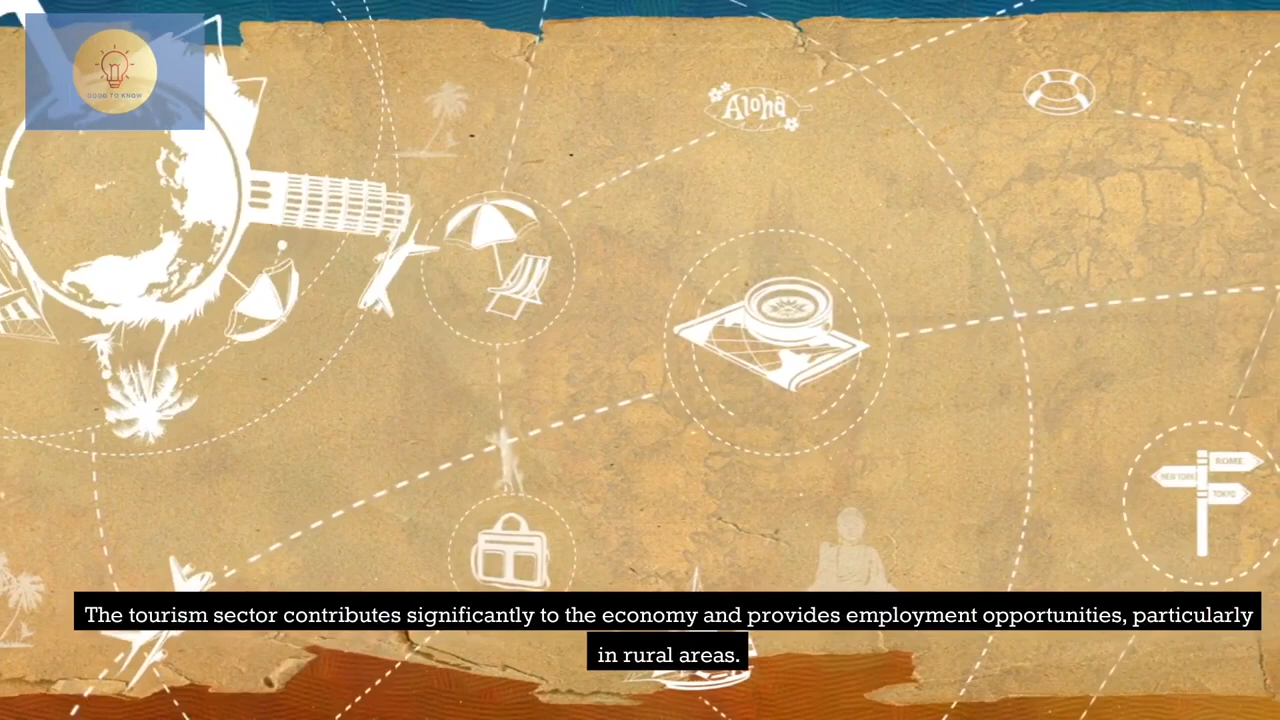 GOOD TO KNOW
Aloha
ROME
NEW YORK
TOKYO
The tourism sector contributes significantly to the economy and provides employment opportunities, particularly
in rural areas.